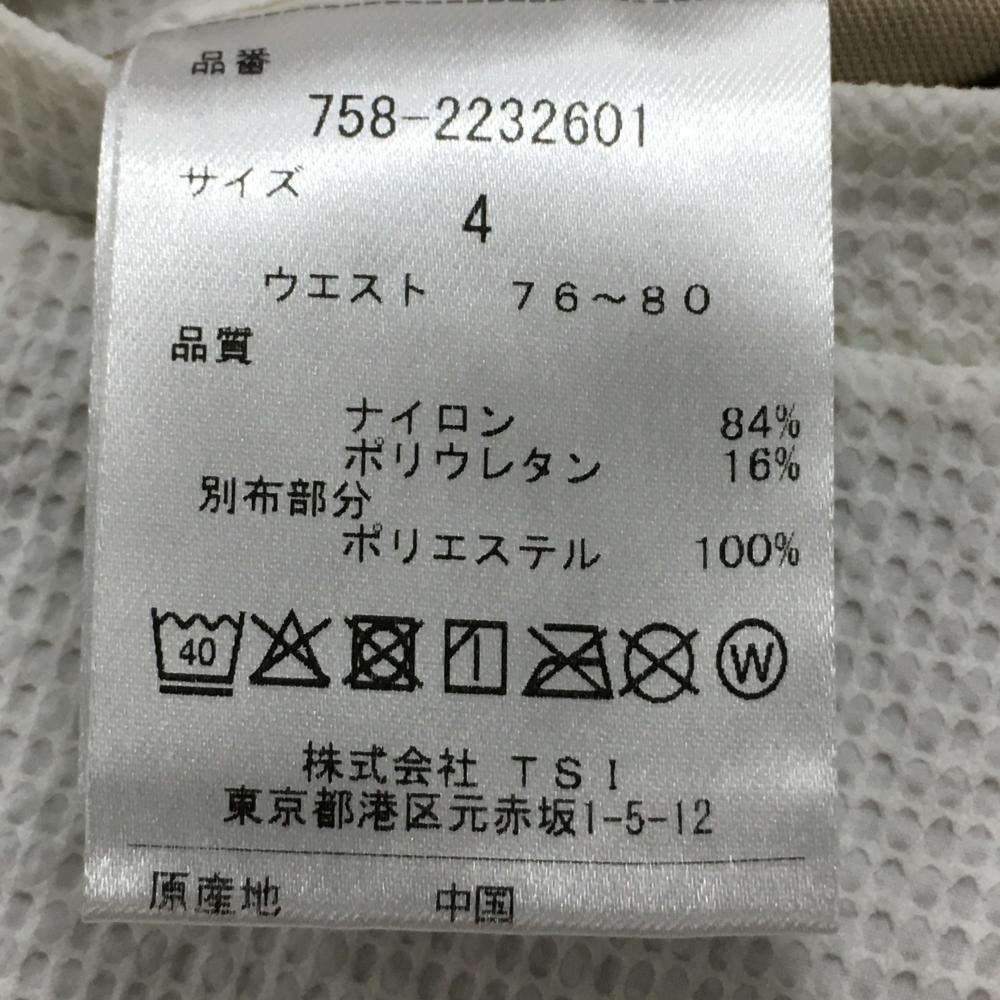 品番
758-2232601
サイズ
4
ウエスト 76～80
品質
ナイロン 84%
ポリウレタン 16%
別布部分
ポリエステル 100%
40 W
株式会社 TSI
東京都港区元赤坂1-5-12
原産地 中国